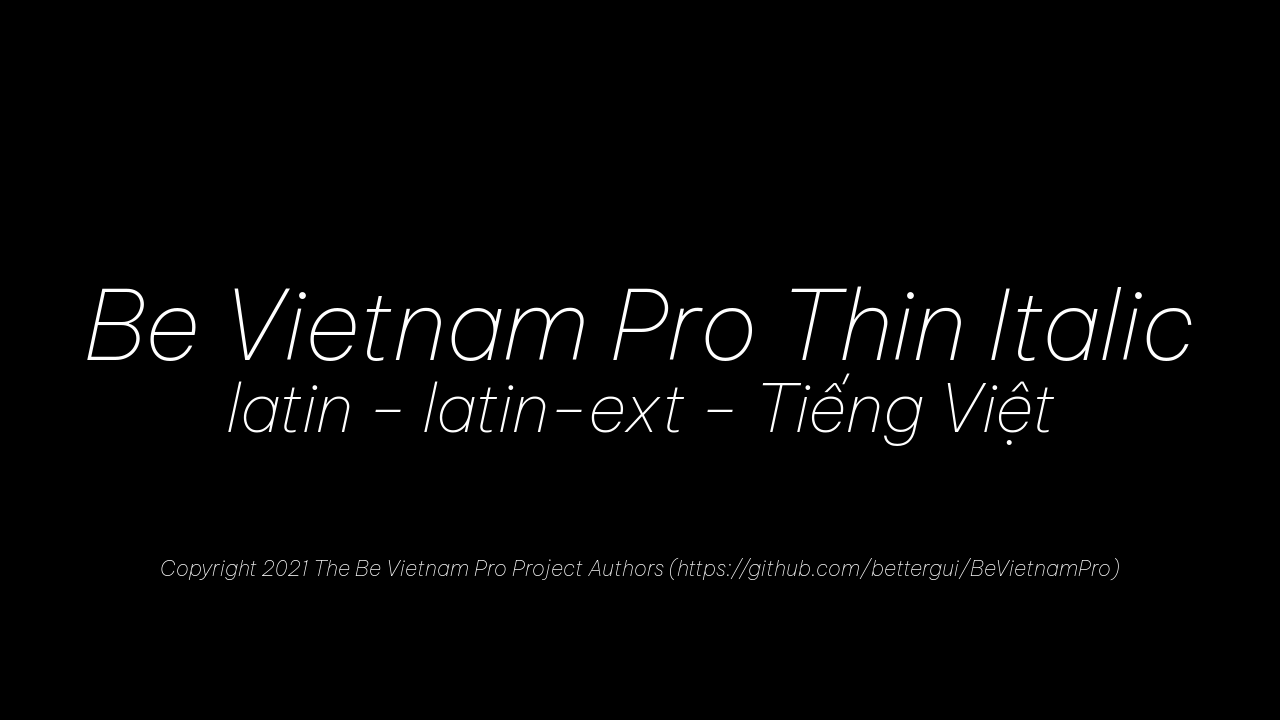 Be Vietnam Pro Thin Italic
latin - latin-ext - Tiếng Việt
Copyright 2021 The Be Vietnam Pro Project Authors (https://github.com/bettergui/BeVietnamPro)